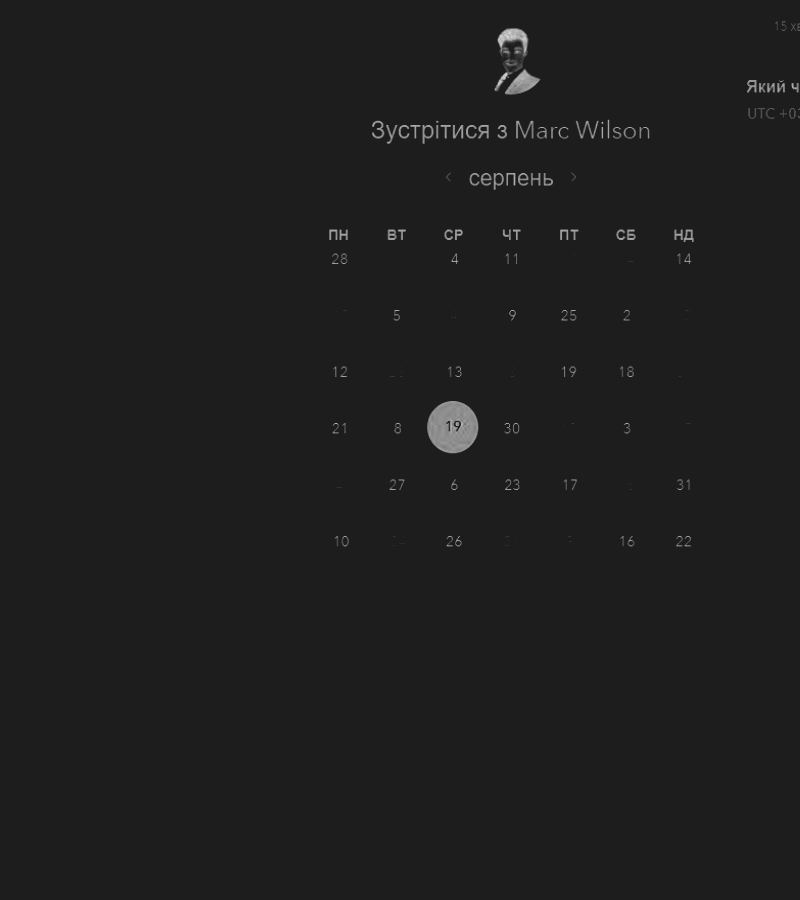 15 хв
Зустрітися з Marc Wilson
Який ч
UTC +03
< серпень >
ПН ВТ СР ЧТ ПТ СБ НД
28 4 11 14
5 9 25 2
12 13 19 18
21 8 19 30 3
27 6 23 17 31
10 26 16 22